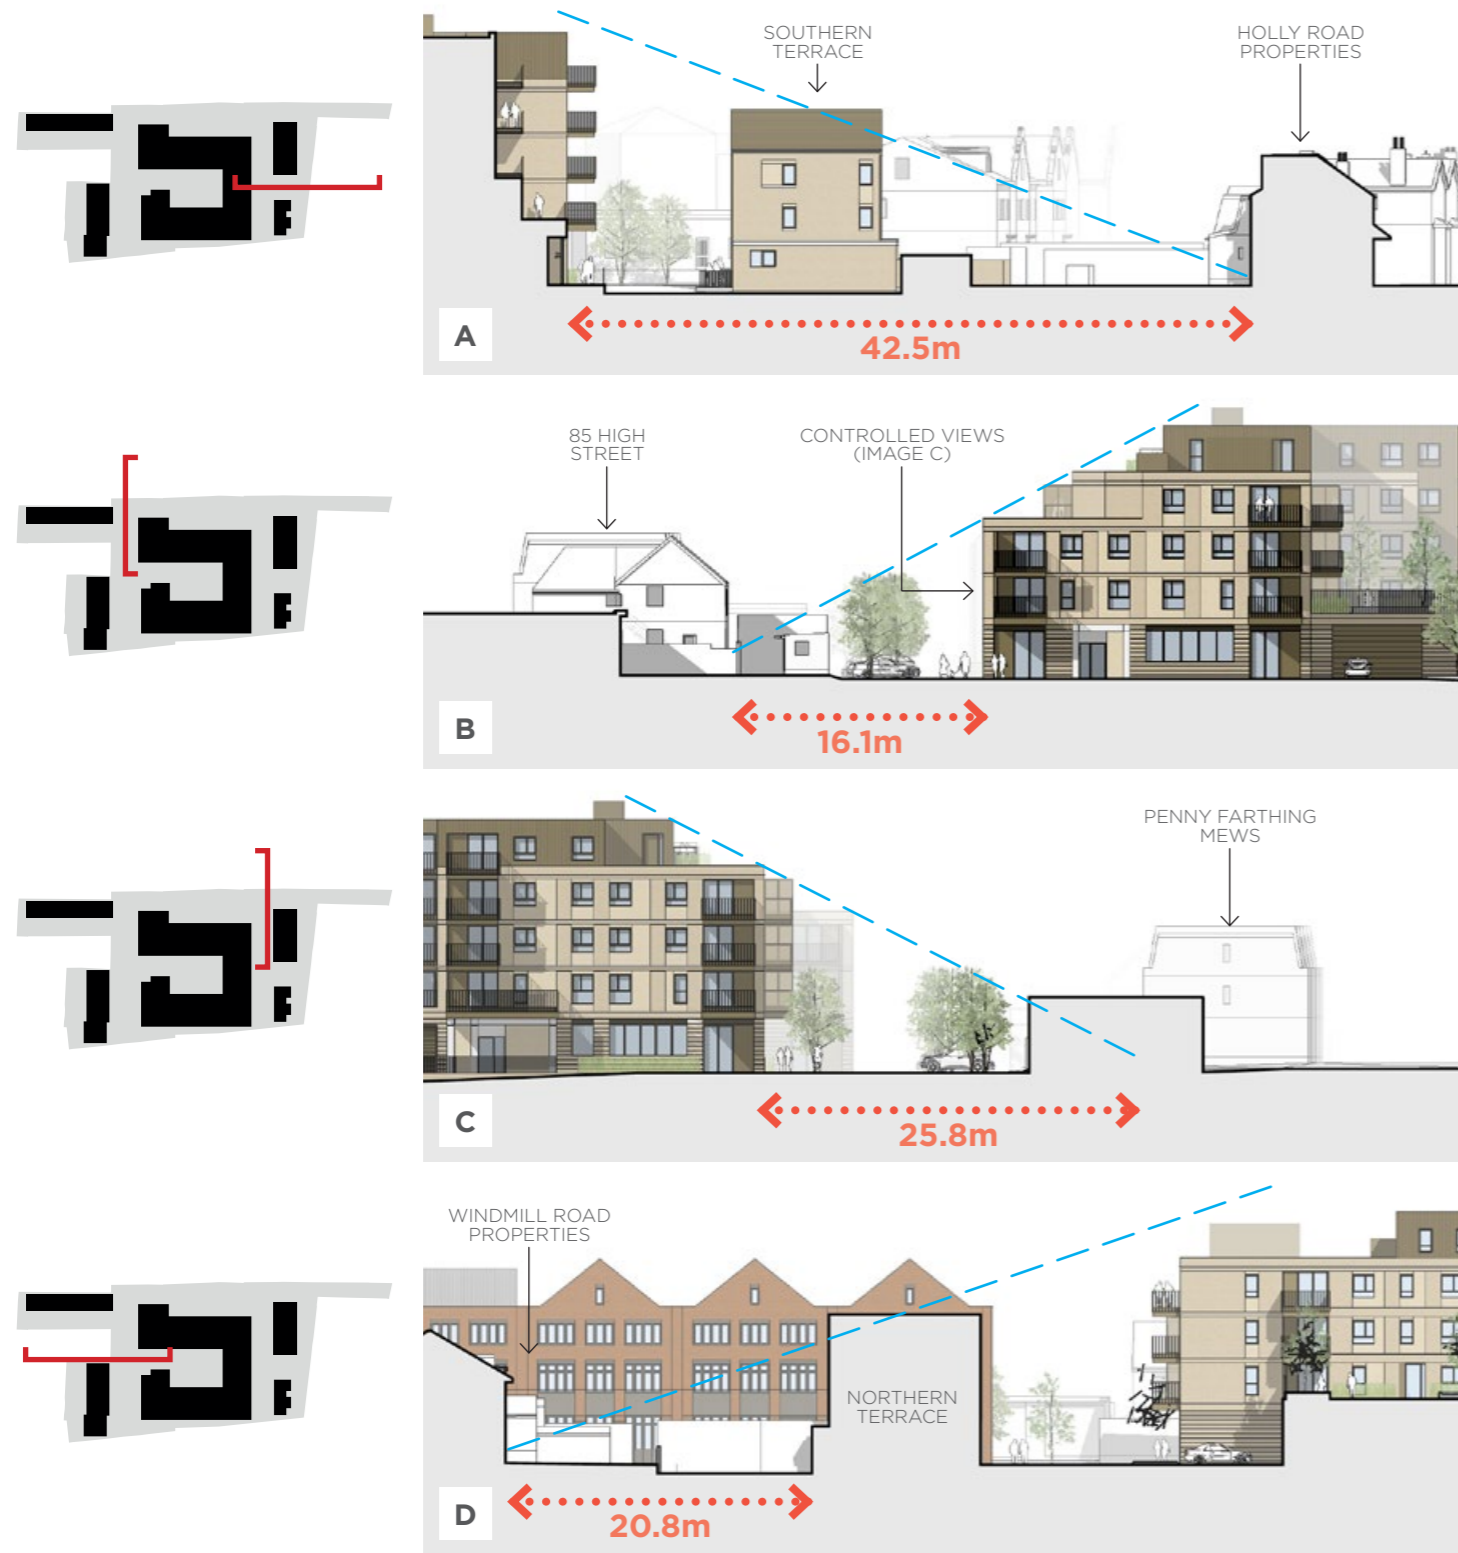 SOUTHERN
TERRACE
HOLLY ROAD
PROPERTIES
A
42.5m
85 HIGH
STREET
CONTROLLED VIEWS
(IMAGE C)
B
16.1m
PENNY FARTHING
MEWS
C
25.8m
WINDMILL ROAD
PROPERTIES
NORTHERN
TERRACE
D
20.8m